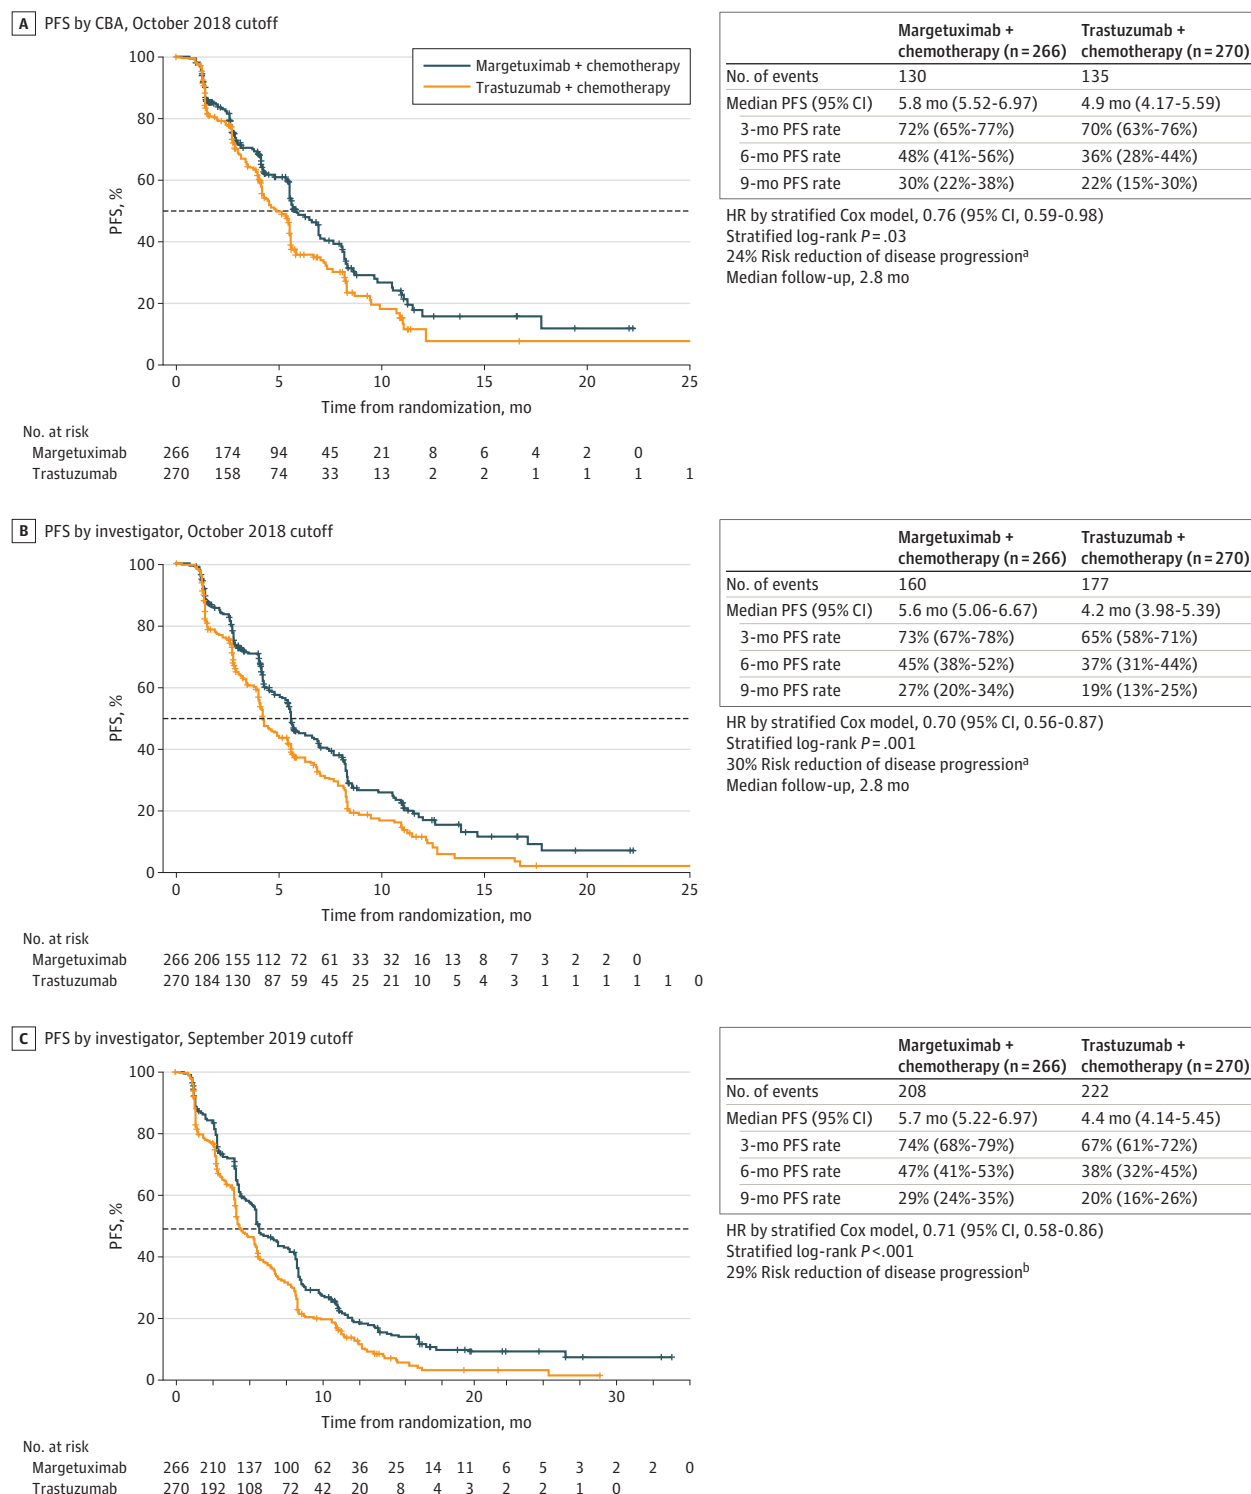 A PFS by CBA, October 2018 cutoff
100
80
60
40
20
0
PFS, %
Margetuximab + chemotherapy
Trastuzumab + chemotherapy
0 5 10 15 20 25
Time from randomization, mo
No. at risk
Margetuximab 266 174 94 45 21 8 6 4 2 0
Trastuzumab 270 158 74 33 13 2 2 1 1 1 1
Margetuximab + chemotherapy (n = 266) Trastuzumab + chemotherapy (n = 270)
No. of events 130 135
Median PFS (95% CI) 5.8 mo (5.52-6.97) 4.9 mo (4.17-5.59)
3-mo PFS rate 72% (65%-77%) 70% (63%-76%)
6-mo PFS rate 48% (41%-56%) 36% (28%-44%)
9-mo PFS rate 30% (22%-38%) 22% (15%-30%)
HR by stratified Cox model, 0.76 (95% CI, 0.59-0.98)
Stratified log-rank P = .03
24% Risk reduction of disease progressionᵃ
Median follow-up, 2.8 mo
B PFS by investigator, October 2018 cutoff
100
80
60
40
20
0
PFS, %
0 5 10 15 20 25
Time from randomization, mo
No. at risk
Margetuximab 266 206 155 112 72 61 33 32 16 13 8 7 3 2 2 0
Trastuzumab 270 184 130 87 59 45 25 21 10 5 4 3 1 1 1 1 1 0
Margetuximab + chemotherapy (n = 266) Trastuzumab + chemotherapy (n = 270)
No. of events 160 177
Median PFS (95% CI) 5.6 mo (5.06-6.67) 4.2 mo (3.98-5.39)
3-mo PFS rate 73% (67%-78%) 65% (58%-71%)
6-mo PFS rate 45% (38%-52%) 37% (31%-44%)
9-mo PFS rate 27% (20%-34%) 19% (13%-25%)
HR by stratified Cox model, 0.70 (95% CI, 0.56-0.87)
Stratified log-rank P = .001
30% Risk reduction of disease progressionᵃ
Median follow-up, 2.8 mo
C PFS by investigator, September 2019 cutoff
100
80
60
40
20
0
PFS, %
0 10 20 30
Time from randomization, mo
No. at risk
Margetuximab 266 210 137 100 62 36 25 14 11 6 5 3 2 2 0
Trastuzumab 270 192 108 72 42 20 8 4 3 2 2 1 0
Margetuximab + chemotherapy (n = 266) Trastuzumab + chemotherapy (n = 270)
No. of events 208 222
Median PFS (95% CI) 5.7 mo (5.22-6.97) 4.4 mo (4.14-5.45)
3-mo PFS rate 74% (68%-79%) 67% (61%-72%)
6-mo PFS rate 47% (41%-53%) 38% (32%-45%)
9-mo PFS rate 29% (24%-35%) 20% (16%-26%)
HR by stratified Cox model, 0.71 (95% CI, 0.58-0.86)
Stratified log-rank P <.001
29% Risk reduction of disease progressionᵇ